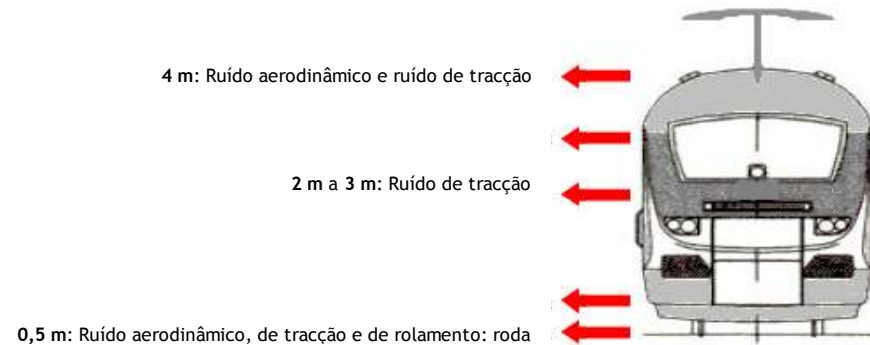 4 m: Ruído aerodinâmico e ruído de tracção
2 m a 3 m: Ruído de tracção
0,5 m: Ruído aerodinâmico, de tracção e de rolamento: roda